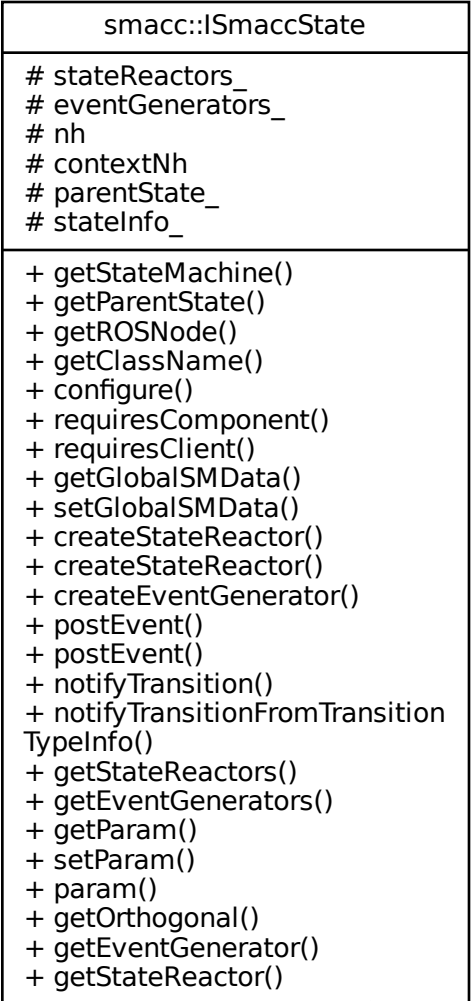 smacc::ISmaccState
# stateReactors_
# eventGenerators_
# nh
# contextNh
# parentState_
# stateInfo_
+ getStateMachine()
+ getParentState()
+ getROSNode()
+ getClassName()
+ configure()
+ requiresComponent()
+ requiresClient()
+ getGlobalSMData()
+ setGlobalSMData()
+ createStateReactor()
+ createStateReactor()
+ createEventGenerator()
+ postEvent()
+ postEvent()
+ notifyTransition()
+ notifyTransitionFromTransition
TypeInfo()
+ getStateReactors()
+ getEventGenerators()
+ getParam()
+ setParam()
+ param()
+ getOrthogonal()
+ getEventGenerator()
+ getStateReactor()